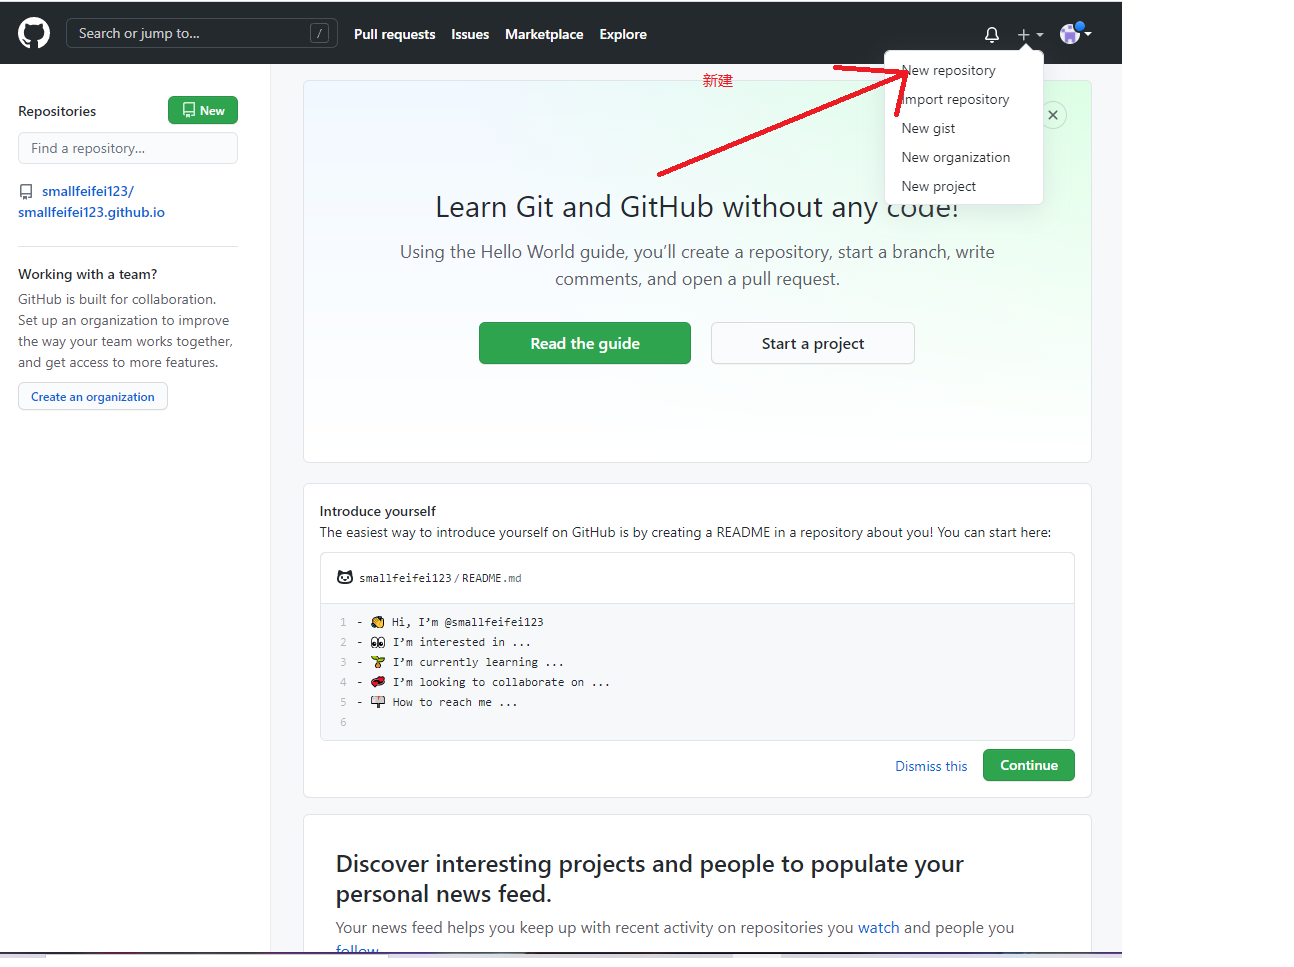 Search or jump to...
/
Pull requests
Issues
Marketplace
Explore
New repository
Import repository
New gist
New organization
New project
新建
Repositories
New
Find a repository...
smallfeifei123/
smallfeifei123.github.io
Working with a team?
GitHub is built for collaboration.
Set up an organization to improve
the way your team works together,
and get access to more features.
Create an organization
Learn Git and GitHub without any code!
Using the Hello World guide, you’ll create a repository, start a branch, write
comments, and open a pull request.
Read the guide
Start a project
Introduce yourself
The easiest way to introduce yourself on GitHub is by creating a README in a repository about you! You can start here:
smallfeifei123/README.md
1 - 👋 Hi, I’m @smallfeifei123
2 - 👀 I’m interested in ...
3 - 🌱 I’m currently learning ...
4 - 💞️ I’m looking to collaborate on ...
5 - 📫 How to reach me ...
6
Dismiss this
Continue
Discover interesting projects and people to populate your
personal news feed.
Your news feed helps you keep up with recent activity on repositories you watch and people you
follow